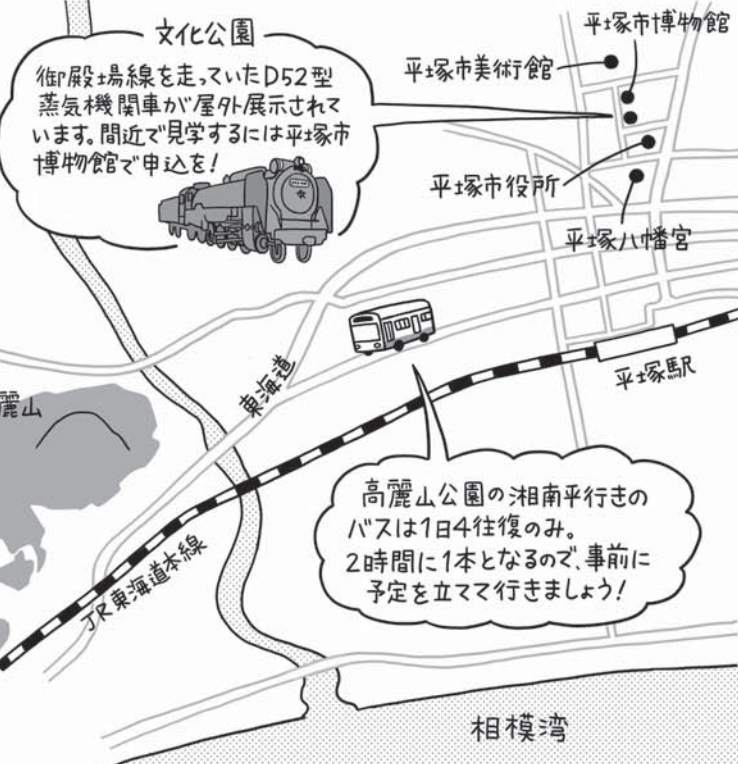 文化公園
御殿場線を走っていたD52型
蒸気機関車が屋外展示されて
います。間近で見学するには平塚市
博物館で申込を!
平塚市博物館
平塚市美術館
平塚市役所
平塚八幡宮
平塚駅
東海道
麗山
高麗山公園の湘南平行きの
バスは1日4往復のみ。
2時間に1本となるので、事前に
予定を立てて行きましょう!
JR東海道本線
相模湾